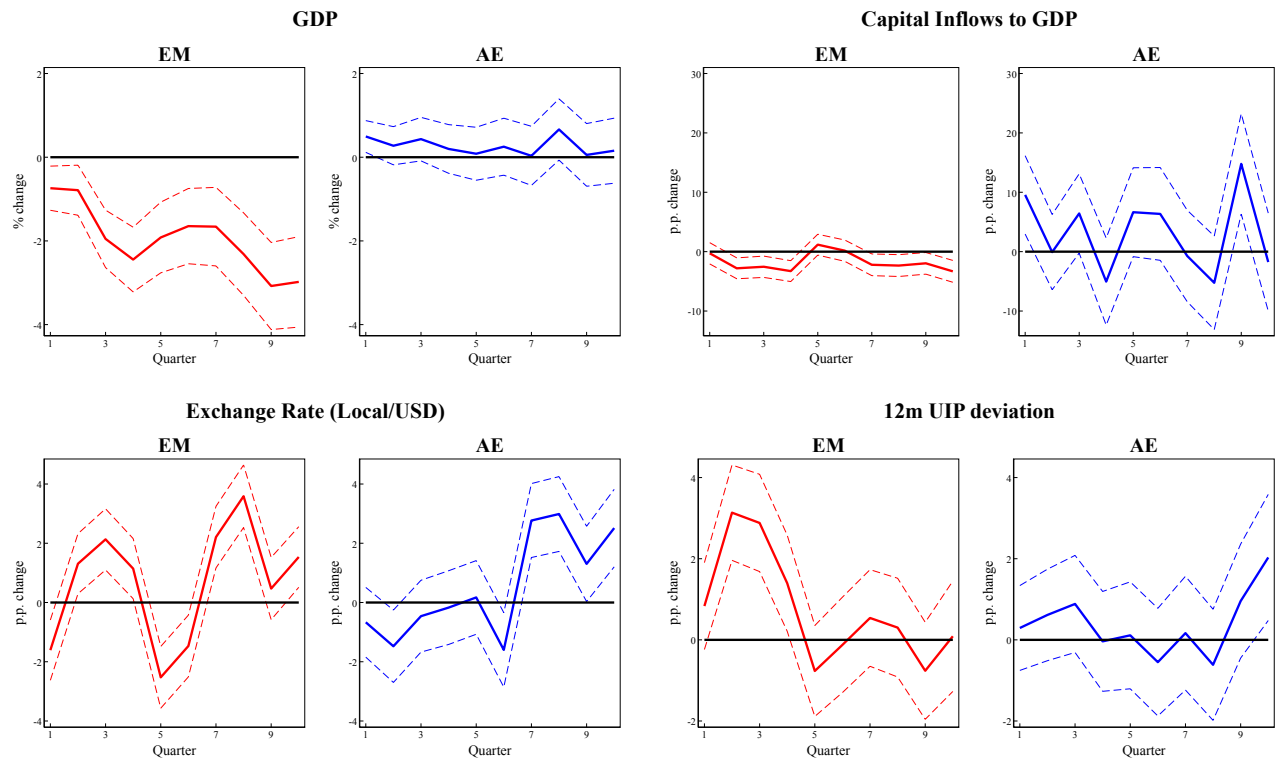 GDP
EM
AE
2
0
-2
-4
% change
1
3
5
7
9
Quarter
2
0
-2
-4
% change
1
3
5
7
9
Quarter
Capital Inflows to GDP
EM
AE
30
20
10
0
-10
p.p. change
1
3
5
7
9
Quarter
30
20
10
0
-10
p.p. change
1
3
5
7
9
Quarter
Exchange Rate (Local/USD)
EM
AE
4
2
0
-2
-4
p.p. change
1
3
5
7
9
Quarter
4
2
0
-2
-4
p.p. change
1
3
5
7
9
Quarter
12m UIP deviation
EM
AE
4
2
0
-2
p.p. change
1
3
5
7
9
Quarter
4
2
0
-2
p.p. change
1
3
5
7
9
Quarter